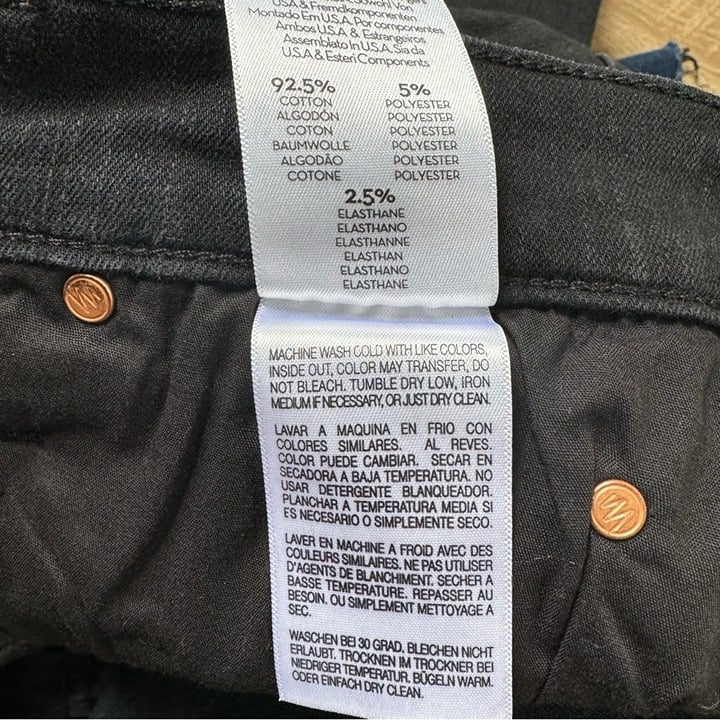 U.S.A & Fremdkomponenten
Montado Em U.S.A. Por componentes
Ambos U.S.A & Estrangeiros
Assemblato In U.S.A. Sia da
U.S.A & Esteri Components
92.5%
COTTON
ALGODÓN
COTON
BAUMWOLLE
ALGODÃO
COTONE
5%
POLYESTER
POLYESTER
POLYESTER
POLYESTER
POLYESTER
POLYESTER
2.5%
ELASTHANE
ELASTHANO
ELASTHANNE
ELASTHAN
ELASTHANO
ELASTHANE
MACHINE WASH COLD WITH LIKE COLORS,
INSIDE OUT, COLOR MAY TRANSFER, DO
NOT BLEACH. TUMBLE DRY LOW, IRON
MEDIUM IF NECESSARY, OR JUST DRY CLEAN.
LAVAR A MAQUINA EN FRIO CON
COLORES SIMILARES. AL REVES.
COLOR PUEDE CAMBIAR. SECAR EN
SECADORA A BAJA TEMPERATURA. NO
USAR DETERGENTE BLANQUEADOR.
PLANCHAR A TEMPERATURA MEDIA SI
ES NECESARIO O SIMPLEMENTE SECO.
LAVER EN MACHINE A FROID AVEC DES
COULEURS SIMILAIRES. NE PAS UTILISER
D'AGENTS DE BLANCHIMENT. SECHER A
BASSE TEMPERATURE. REPASSER AU
BESOIN. OU SIMPLEMENT METTOYAGE A
SEC.
WASCHEN BEI 30 GRAD. BLEICHEN NICHT
ERLAUBT. TROCKNEN IM TROCKNER BEI
NIEDRIGER TEMPERATUR. BÜGELN WARM.
ODER EINFACH DRY CLEAN.